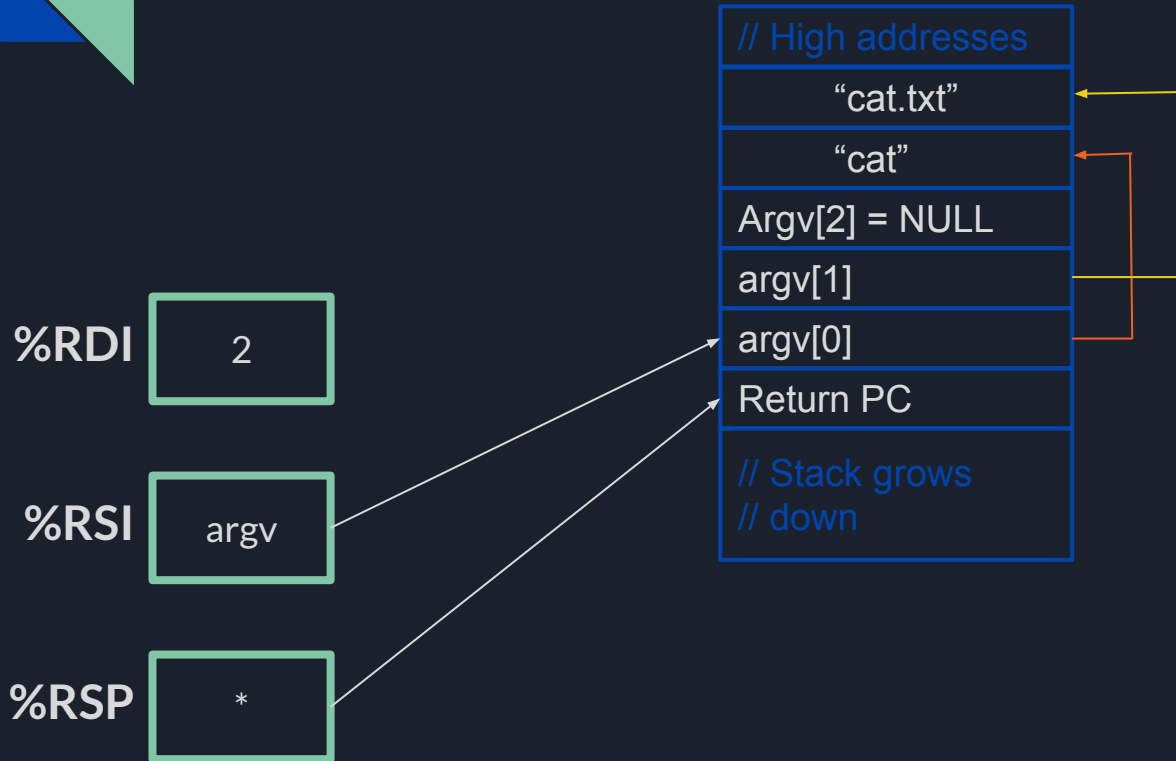 // High addresses
“cat.txt”
“cat”
Argv[2] = NULL
argv[1]
argv[0]
Return PC
// Stack grows
// down
%RDI
2
%RSI
argv
%RSP
*